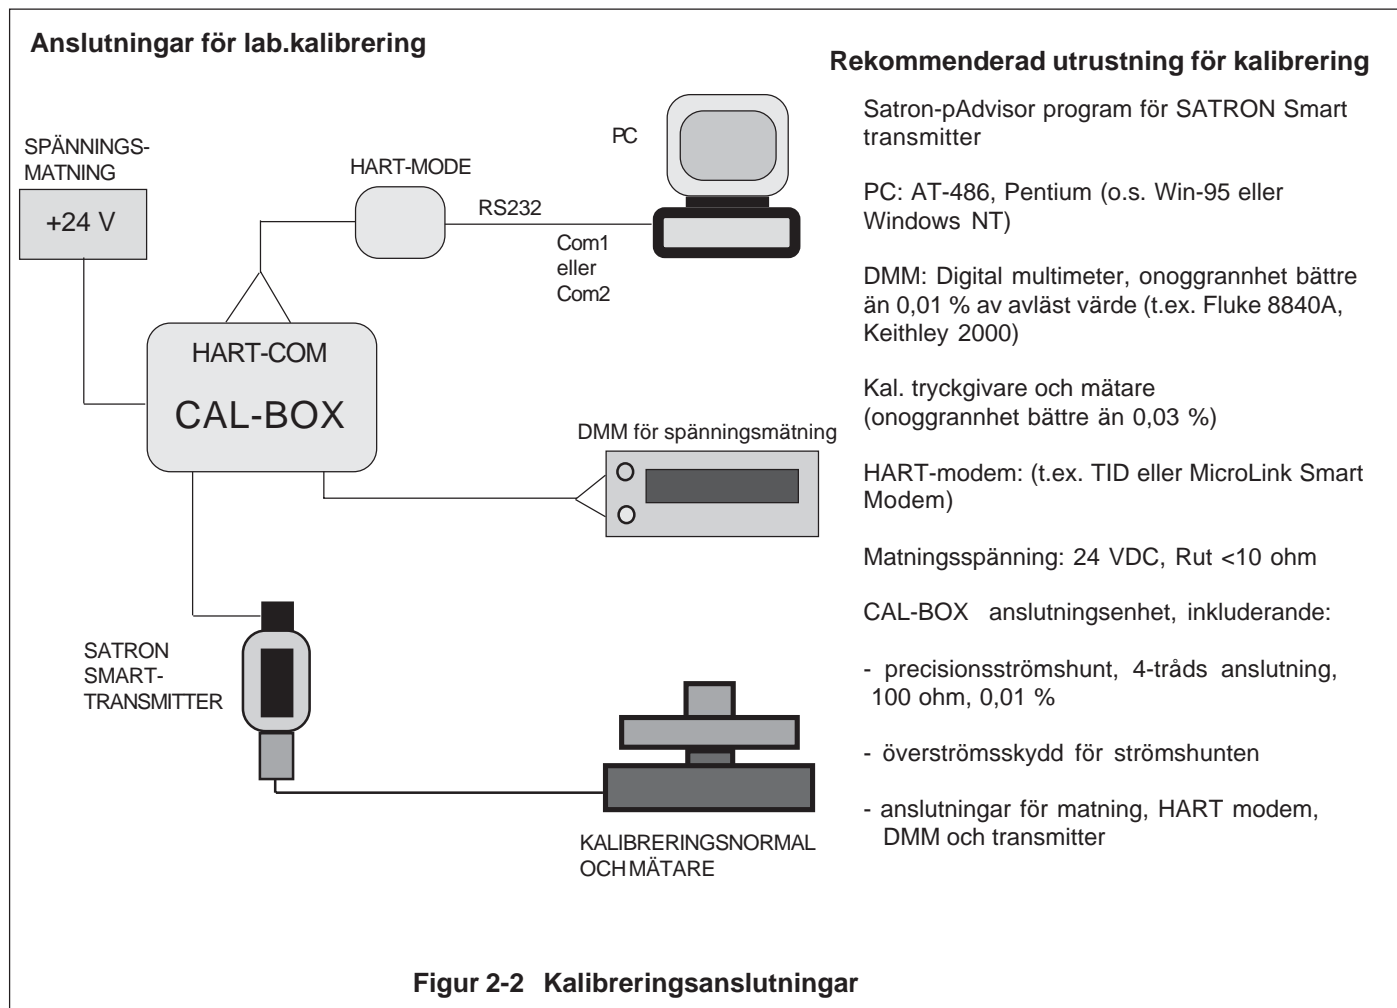 Anslutningar för lab.kalibrering
SPÄNNINGS-
MATNING
+24 V
HART-MODE
RS232
PC
Com1
eller
Com2
HART-COM
CAL-BOX
DMM för spänningsmätning
SATRON
SMART-
TRANSMITTER
KALIBRERINGSNORMAL
OCH MÄTARE
Rekommenderad utrustning för kalibrering
Satron-pAdvisor program för SATRON Smart
transmitter
PC: AT-486, Pentium (o.s. Win-95 eller
Windows NT)
DMM: Digital multimeter, onoggrannhet bättre
än 0,01 % av avläst värde (t.ex. Fluke 8840A,
Keithley 2000)
Kal. tryckgivare och mätare
(onoggrannhet bättre än 0,03 %)
HART-modem: (t.ex. TID eller MicroLink Smart
Modem)
Matningsspänning: 24 VDC, Rut <10 ohm
CAL-BOX anslutningsenhet, inkluderande:
- precisionsströmshunt, 4-tråds anslutning,
100 ohm, 0,01 %
- överströmsskydd för strömshunten
- anslutningar för matning, HART modem,
DMM och transmitter
Figur 2-2 Kalibreringsanslutningar